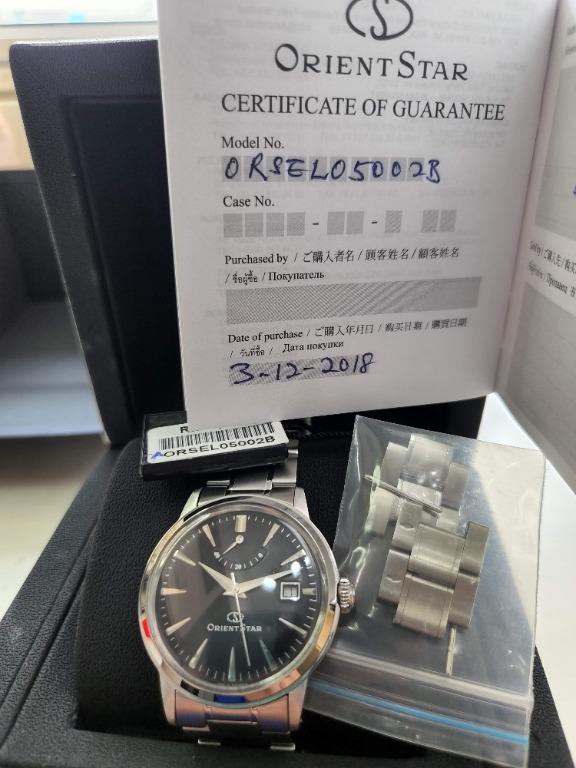 ORIENT STAR
CERTIFICATE OF GUARANTEE
Model No.
ORSEL05002B
Case No.
- - -
Purchased by / ご購入者名 / 顾客姓名 / 顧客姓名
/ ชื่อผู้ซื้อ / Покупатель
Date of purchase / ご購入年月日 / 购买日期 / 購買日期
/ วันที่ซื้อ / Дата покупки
3-12-2018
AORSEL05002B
40 20 0
ORIENT STAR